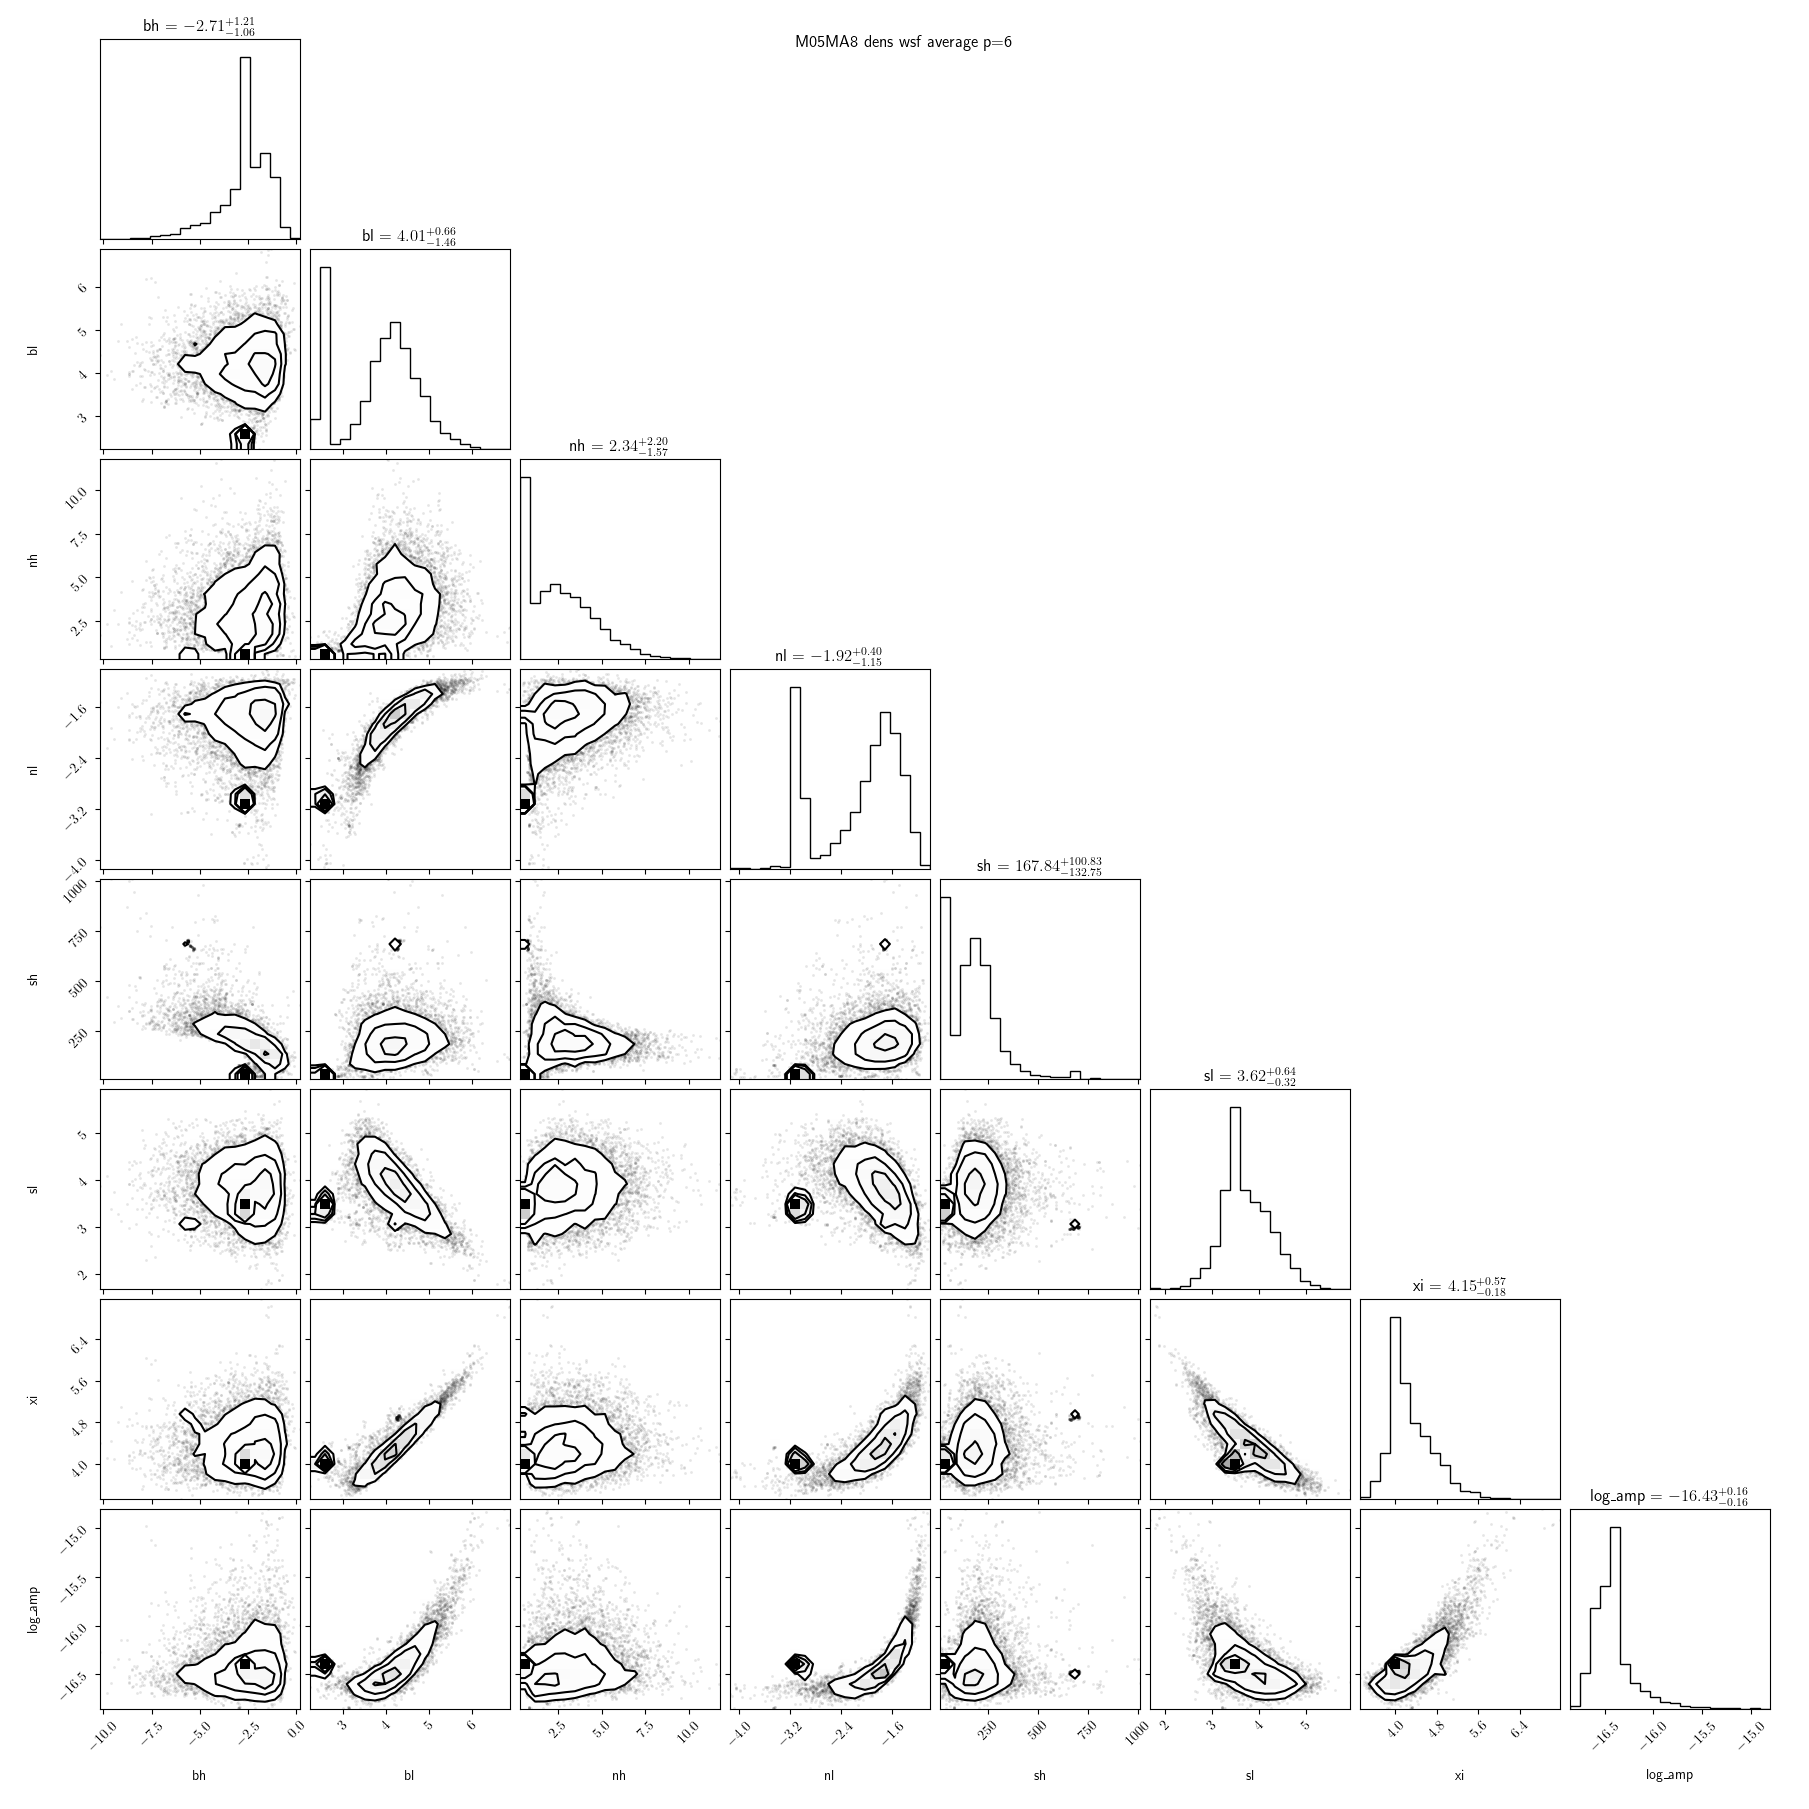 M05MA8 dens wsf average p=6
bh = −2.71+1.21 −1.06
bl = 4.01+0.66 −1.46
6
5
4
3
bl
nh = 2.34+2.20 −1.57
10.0
7.5
5.0
2.5
nh
nl = −1.92+0.40 −1.15
−1.6
−2.4
−3.2
−4.0
nl
sh = 167.84+100.83 −132.75
1000
750
500
250
sh
sl = 3.62+0.64 −0.32
5
4
3
2
sl
xi = 4.15+0.57 −0.18
6.4
5.6
4.8
4.0
xi
log_amp = −16.43+0.16 −0.16
−15.0
−15.5
−16.0
−16.5
log_amp
−10.0 −7.5 −5.0 −2.5 0.0 3 4 5 6 2.5 5.0 7.5 10.0 −4.0 −3.2 −2.4 −1.6 250 500 750 1000 2 3 4 5 4.0 4.8 5.6 6.4 −16.5 −16.0 −15.5 −15.0
bh bl nh nl sh sl xi log_amp